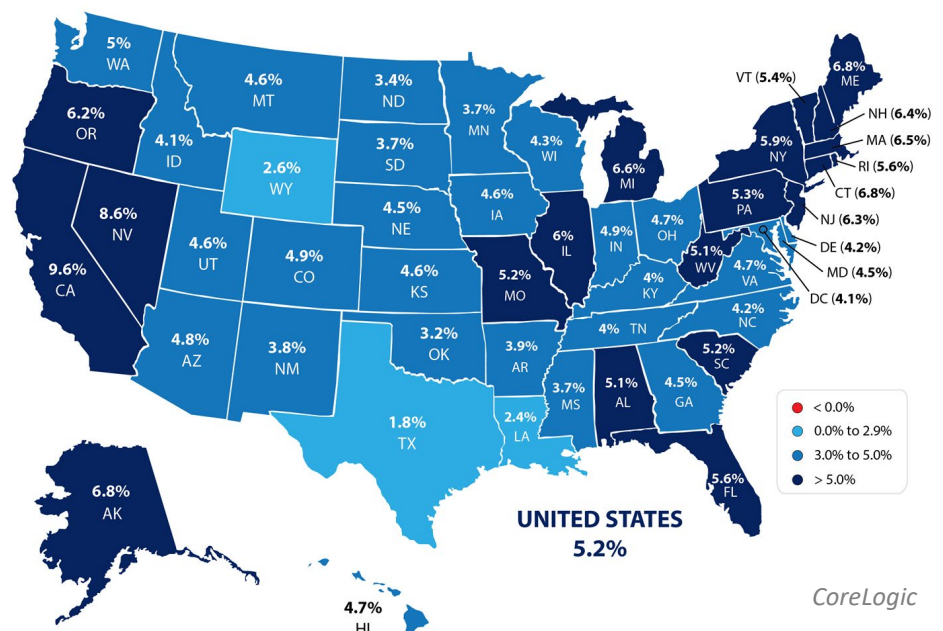 5%
WA
6.2%
OR
9.6%
CA
8.6%
NV
4.1%
ID
4.6%
MT
2.6%
WY
4.6%
UT
4.9%
CO
4.8%
AZ
3.8%
NM
3.4%
ND
3.7%
SD
4.5%
NE
4.6%
KS
3.2%
OK
1.8%
TX
3.7%
MN
4.6%
IA
5.2%
MO
3.9%
AR
2.4%
LA
4.3%
WI
6%
IL
6.6%
MI
4.9%
IN
4.7%
OH
4%
KY
4% TN
3.7%
MS
5.1%
AL
4.5%
GA
5.6%
FL
5.2%
SC
4.2%
NC
4.7%
VA
5.1%
WV
5.3%
PA
5.9%
NY
6.8%
ME
VT (5.4%)
NH (6.4%)
MA (6.5%)
RI (5.6%)
CT (6.8%)
NJ (6.3%)
DE (4.2%)
MD (4.5%)
DC (4.1%)
6.8%
AK
4.7%
HI
< 0.0%
0.0% to 2.9%
3.0% to 5.0%
> 5.0%
UNITED STATES
5.2%
CoreLogic